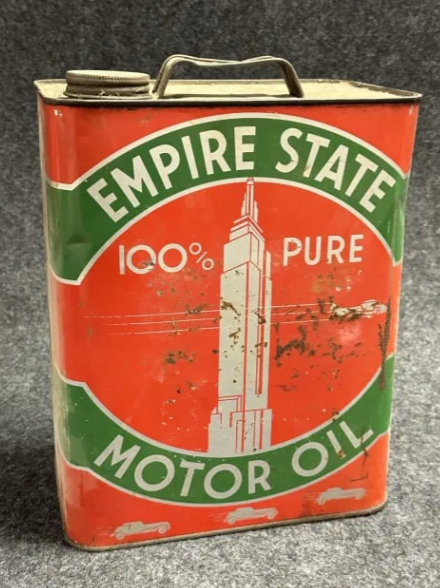 EMPIRE STATE
100% PURE
MOTOR OIL